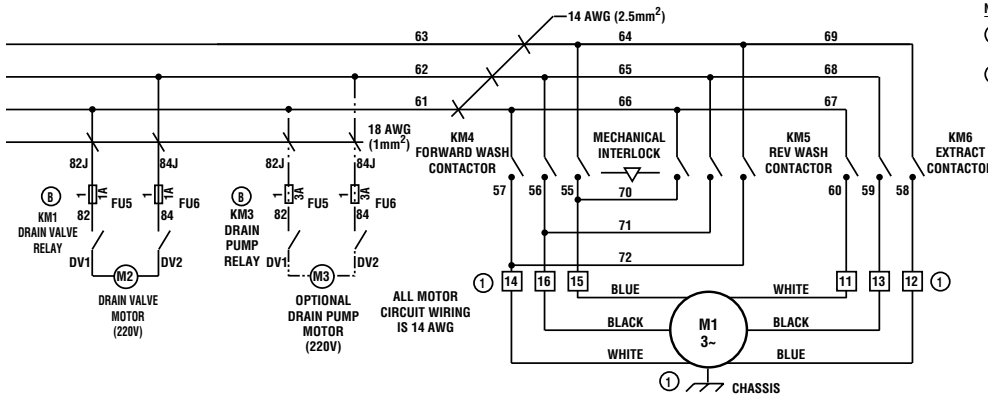 14 AWG (2.5mm²)
63 64 69
62 65 68
61 66 67
18 AWG
(1mm²)
82J 84J 82J 84J
KM4
FORWARD WASH
CONTACTOR
MECHANICAL
INTERLOCK
KM5
REV WASH
CONTACTOR
KM6
EXTRACT
CONTACTOR
57 56 55 70 60 59 58
B
KM1
DRAIN VALVE
RELAY
1 1A FU5
1 1A FU6
82 84
DV1 DV2
M2
DRAIN VALVE
MOTOR
(220V)
B
KM3
DRAIN
PUMP
RELAY
1 3A FU5
1 3A FU6
82 84
DV1 DV2
M3
OPTIONAL
DRAIN PUMP
MOTOR
(220V)
71
72
1 14 16 15 11 13 12 1
ALL MOTOR
CIRCUIT WIRING
IS 14 AWG
BLUE WHITE
BLACK BLACK
WHITE BLUE
M1
3~
1 CHASSIS